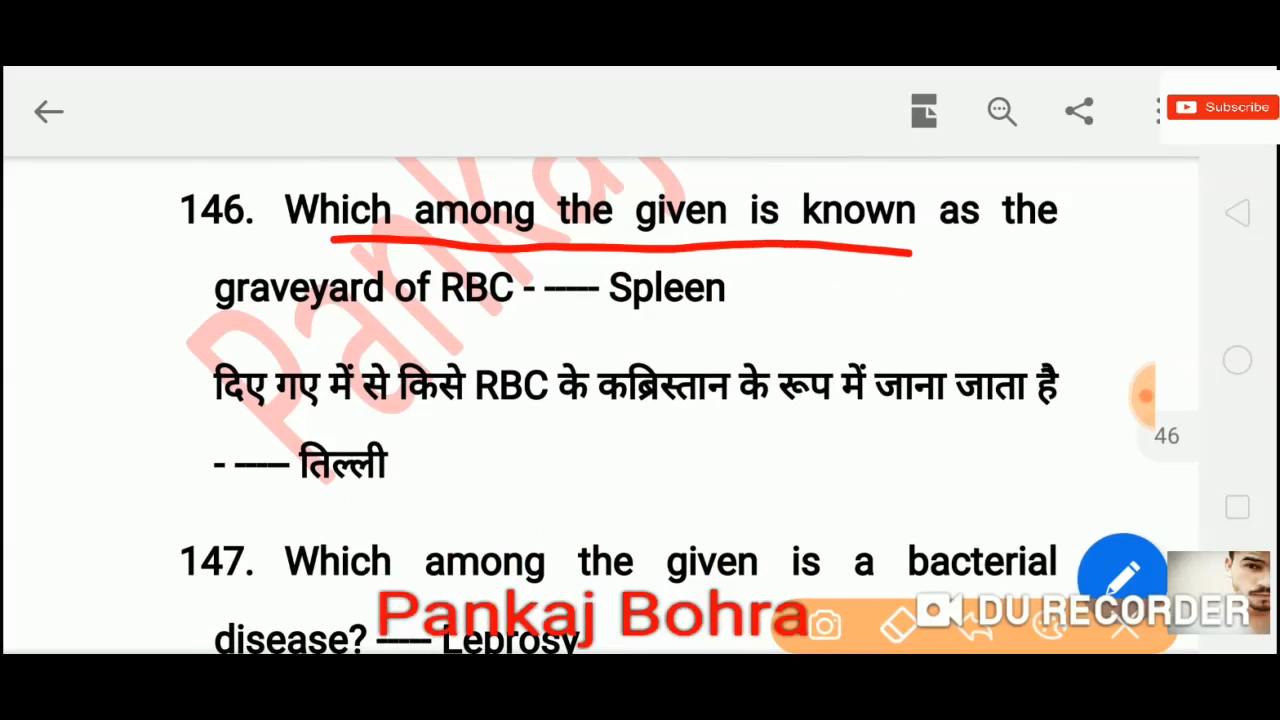 Subscribe
Pankaj
146. Which among the given is known as the
graveyard of RBC - ----- Spleen
दिए गए में से किसे RBC के कब्रिस्तान के रूप में जाना जाता है
- ----- तिल्ली
46
147. Which among the given is a bacterial
disease? ----- Leprosy
Pankaj Bohra
DU RECORDER